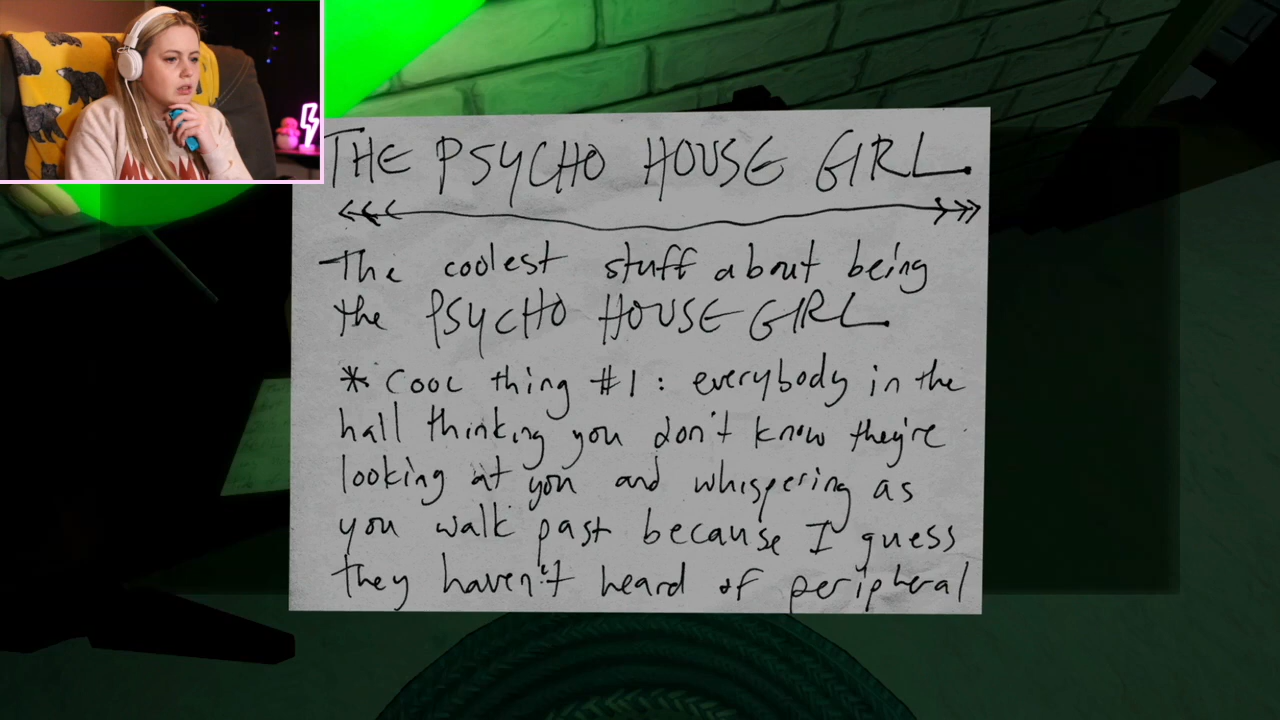 THE PSYCHO HOUSE GIRL.
The coolest stuff about being
the PSYCHO HOUSE GIRL.
* COOL thing #1: everybody in the
hall thinking you don't know they're
looking at you and whispering as
you walk past because I guess
they haven't heard of peripheral